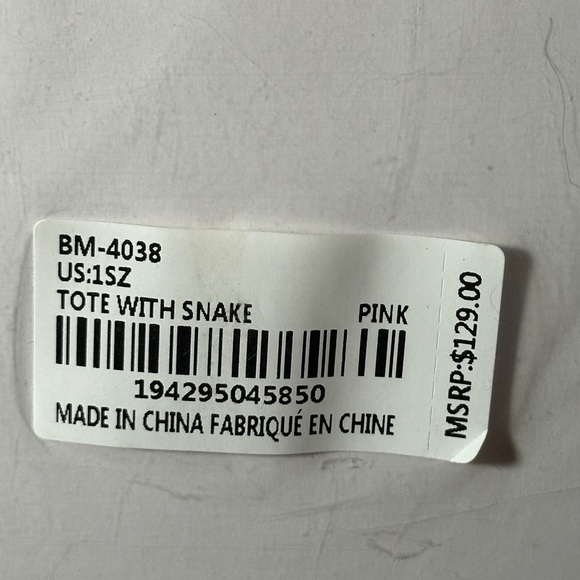 BM-4038
US:1SZ
TOTE WITH SNAKE PINK
194295045850
MADE IN CHINA FABRIQUÉ EN CHINE
MSRP:$129.00